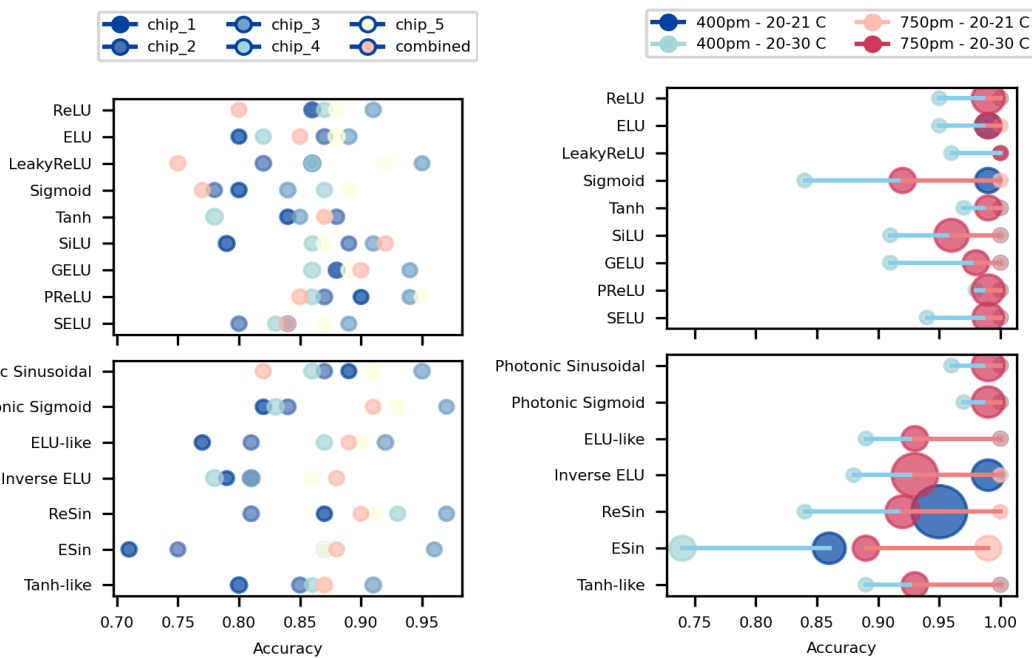 chip_1 chip_3 chip_5
chip_2 chip_4 combined
ReLU
ELU
LeakyReLU
Sigmoid
Tanh
SiLU
GELU
PReLU
SELU
c Sinusoidal
nic Sigmoid
ELU-like
Inverse ELU
ReSin
ESin
Tanh-like
0.70 0.75 0.80 0.85 0.90 0.95
Accuracy
400pm - 20-21 C 750pm - 20-21 C
400pm - 20-30 C 750pm - 20-30 C
ReLU
ELU
LeakyReLU
Sigmoid
Tanh
SiLU
GELU
PReLU
SELU
Photonic Sinusoidal
Photonic Sigmoid
ELU-like
Inverse ELU
ReSin
ESin
Tanh-like
0.75 0.80 0.85 0.90 0.95 1.00
Accuracy